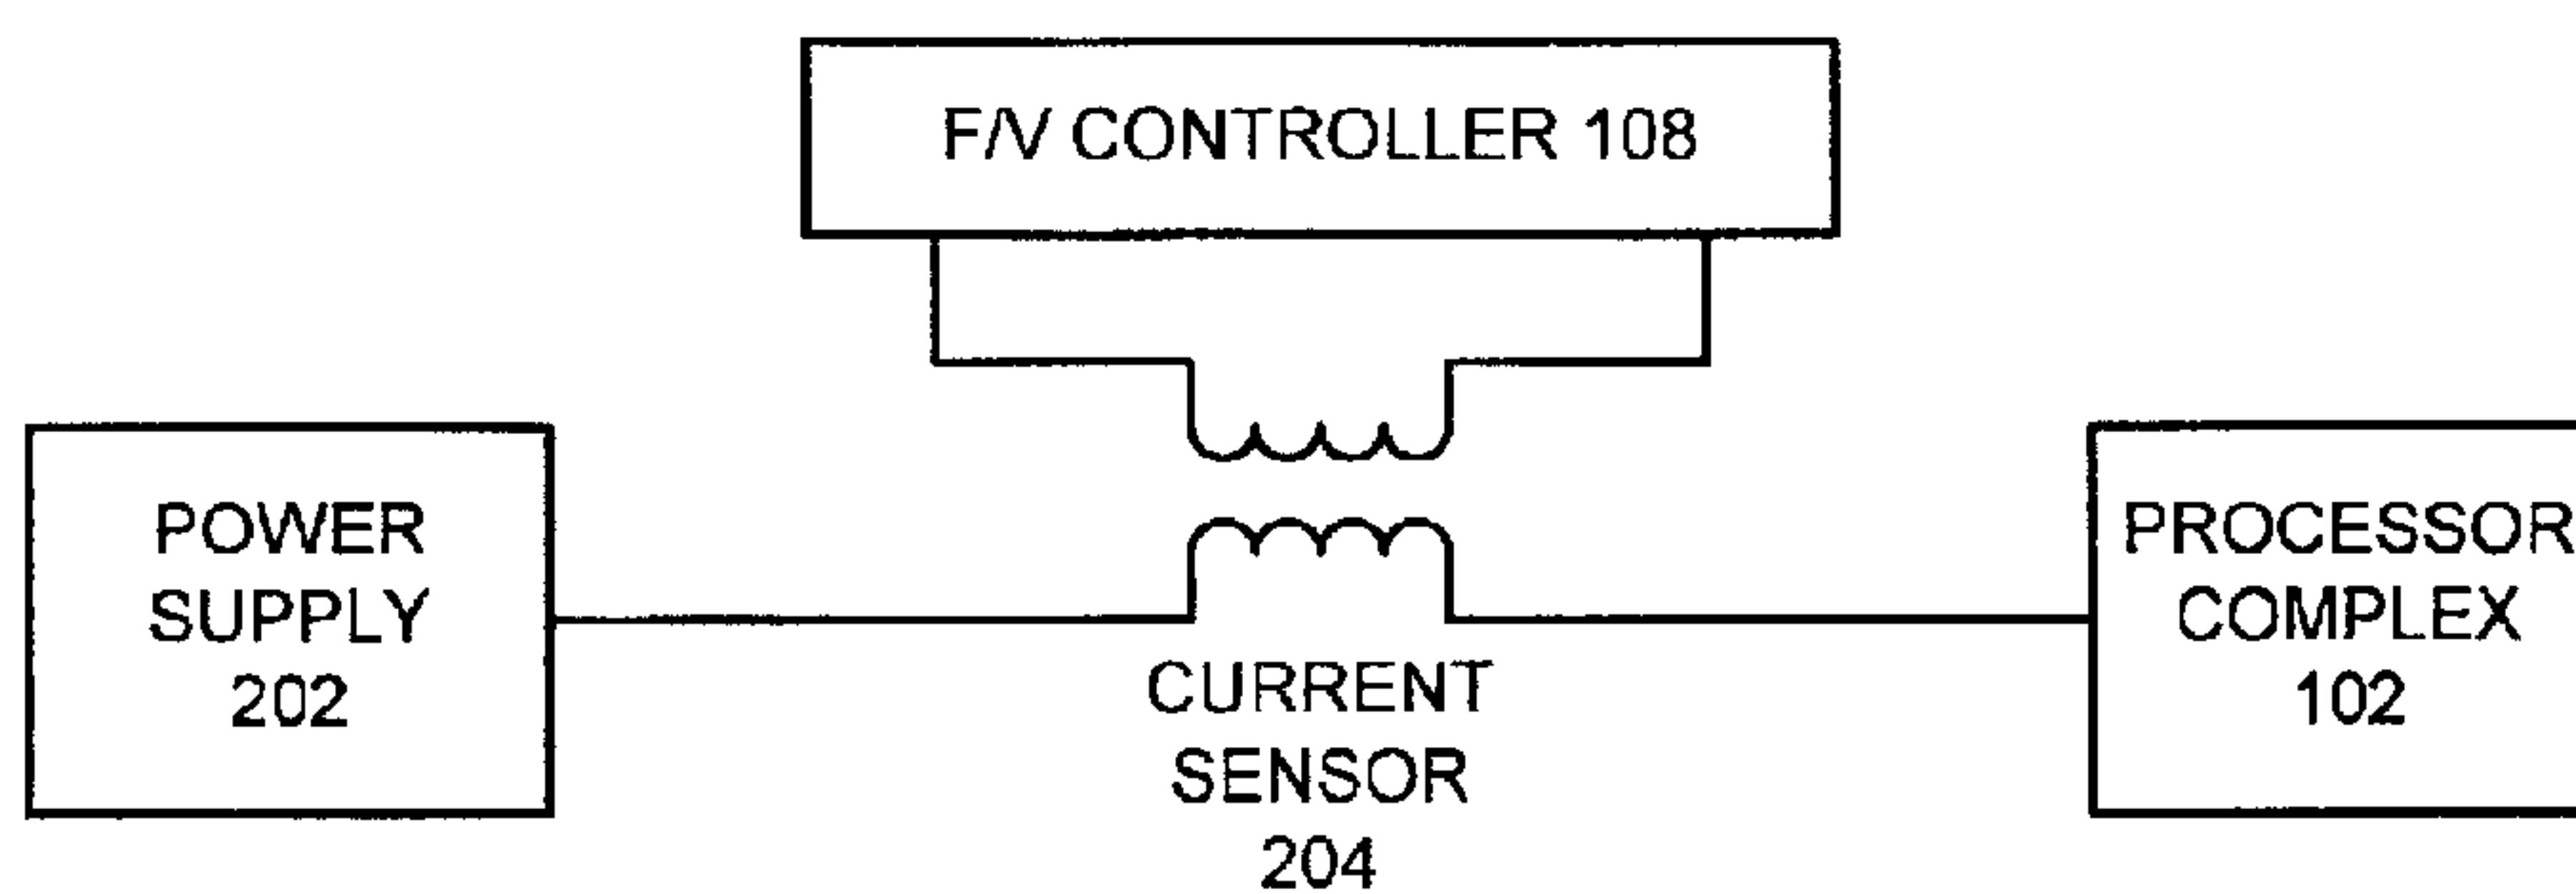 F/V CONTROLLER 108
POWER
SUPPLY
202
CURRENT
SENSOR
204
PROCESSOR
COMPLEX
102